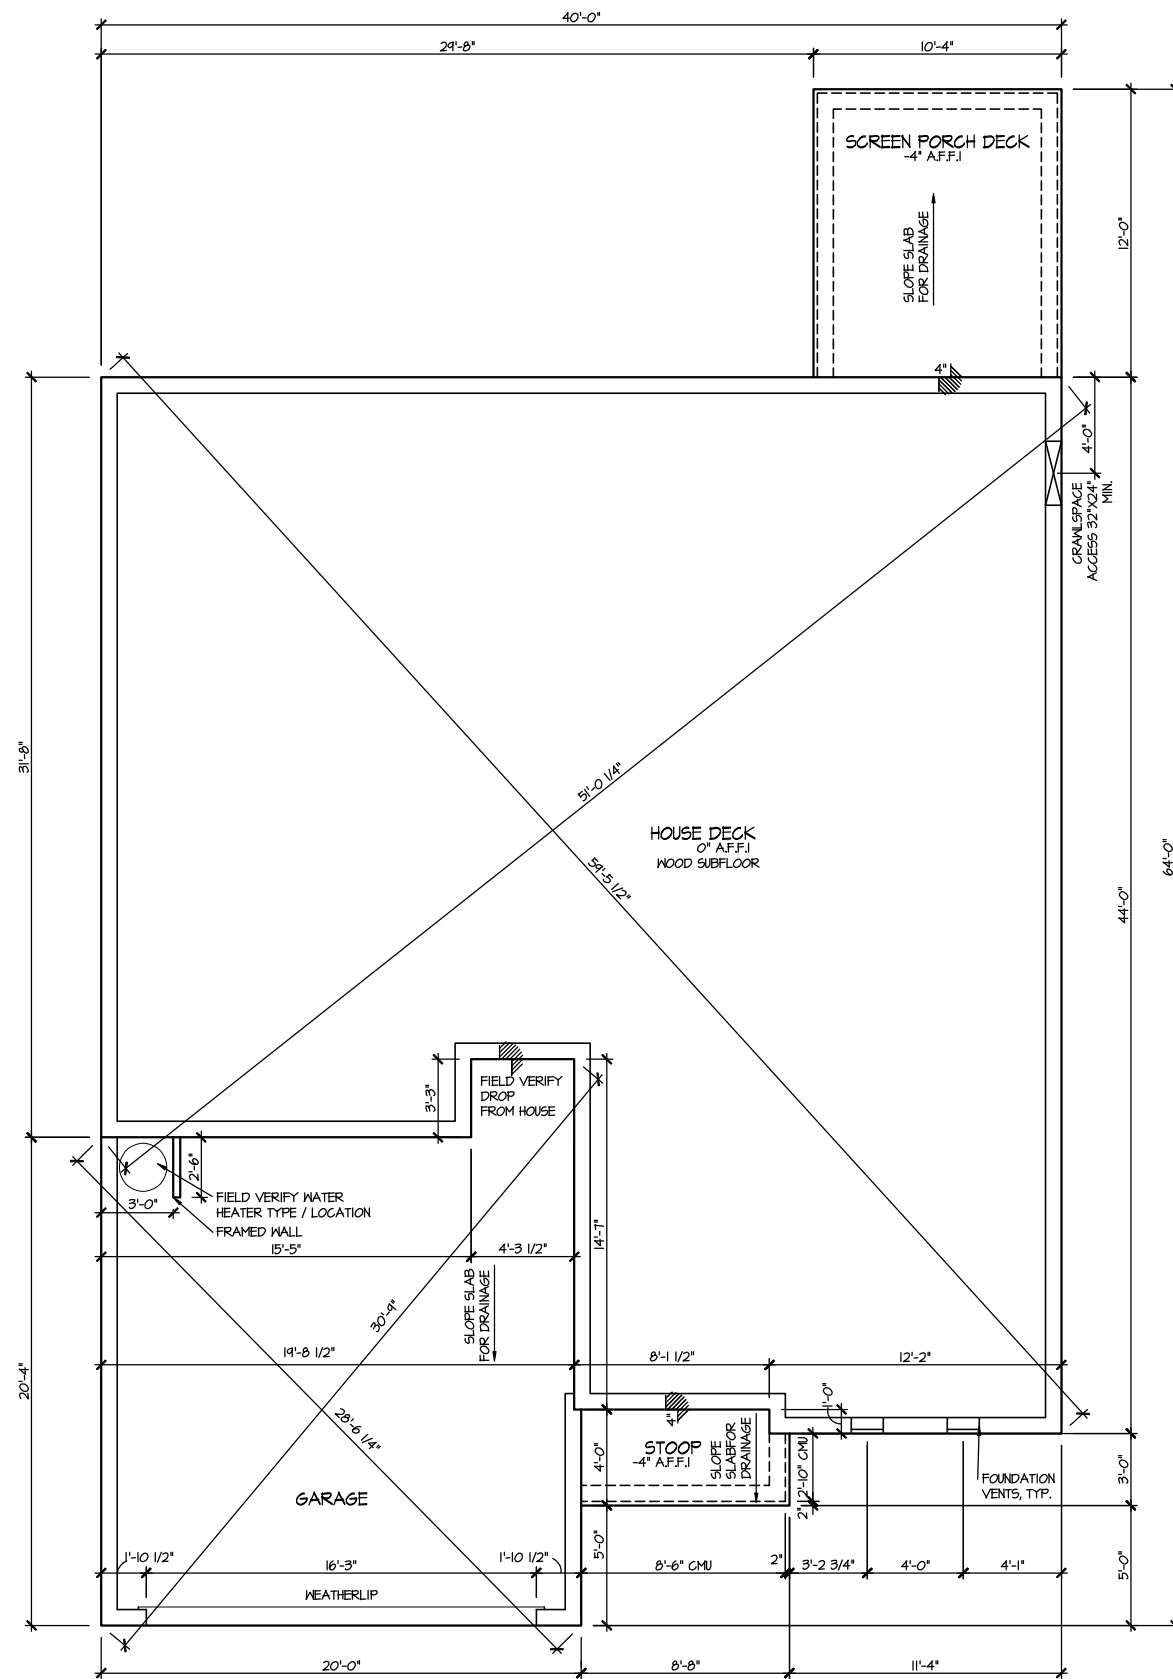 40'-0"
29'-8"
10'-4"
SCREEN PORCH DECK
-4" A.F.F.1
12'-0"
SLOPE SLAB
FOR DRAINAGE
4"
4'-0"
CRAWLSPACE
ACCESS 32"X24"
MIN.
31'-8"
51'-0 1/4"
HOUSE DECK
0" A.F.F.1
WOOD SUBFLOOR
59'-5 1/2"
64'-0"
44'-0"
3'-3"
FIELD VERIFY
DROP
FROM HOUSE
2'-6"
3'-0"
FIELD VERIFY WATER
HEATER TYPE / LOCATION
FRAMED WALL
15'-5"
4'-3 1/2"
14'-7"
SLOPE SLAB
FOR DRAINAGE
30'-9"
19'-8 1/2"
8'-1 1/2"
12'-2"
20'-4"
1'-0"
28'-6 1/4"
4"
STOOP
-4" A.F.F.1
SLOPE
SLABFOR
DRAINAGE
4'-0"
2'-10" CMU
2"
3'-0"
FOUNDATION
VENTS, TYP.
GARAGE
5'-0"
1'-10 1/2"
16'-3"
1'-10 1/2"
8'-6" CMU
2"
3'-2 3/4"
4'-0"
4'-1"
5'-0"
WEATHERLIP
20'-0"
8'-8"
11'-4"